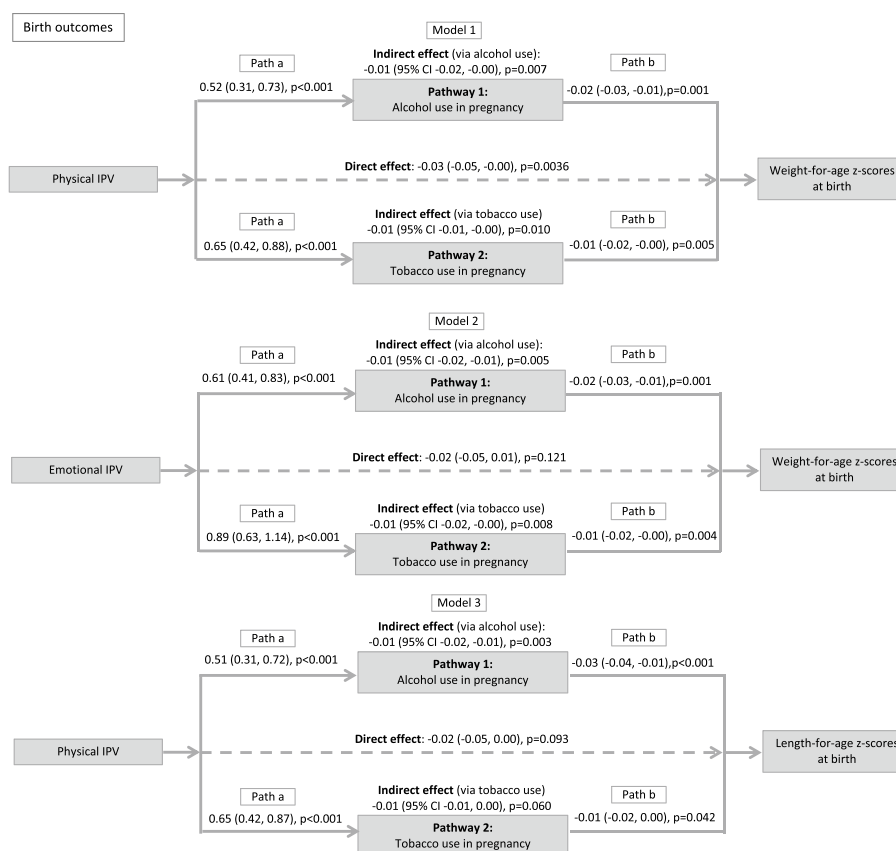 Birth outcomes
Model 1
Indirect effect (via alcohol use):
-0.01 (95% CI -0.02, -0.00), p=0.007
Path a
0.52 (0.31, 0.73), p<0.001
Pathway 1:
Alcohol use in pregnancy
Path b
-0.02 (-0.03, -0.01),p=0.001
Physical IPV
Direct effect: -0.03 (-0.05, -0.00), p=0.0036
Weight-for-age z-scores
at birth
Path a
0.65 (0.42, 0.88), p<0.001
Indirect effect (via tobacco use)
-0.01 (95% CI -0.01, -0.00), p=0.010
Pathway 2:
Tobacco use in pregnancy
Path b
-0.01 (-0.02, -0.00), p=0.005
Model 2
Indirect effect (via alcohol use):
-0.01 (95% CI -0.02, -0.01), p=0.005
Path a
0.61 (0.41, 0.83), p<0.001
Pathway 1:
Alcohol use in pregnancy
Path b
-0.02 (-0.03, -0.01),p=0.001
Emotional IPV
Direct effect: -0.02 (-0.05, 0.01), p=0.121
Weight-for-age z-scores
at birth
Path a
0.89 (0.63, 1.14), p<0.001
Indirect effect (via tobacco use)
-0.01 (95% CI -0.02, -0.00), p=0.008
Pathway 2:
Tobacco use in pregnancy
Path b
-0.01 (-0.02, -0.00), p=0.004
Model 3
Indirect effect (via alcohol use):
-0.01 (95% CI -0.02, -0.01), p=0.003
Path a
0.51 (0.31, 0.72), p<0.001
Pathway 1:
Alcohol use in pregnancy
Path b
-0.03 (-0.04, -0.01),p<0.001
Physical IPV
Direct effect: -0.02 (-0.05, 0.00), p=0.093
Length-for-age z-scores
at birth
Path a
0.65 (0.42, 0.87), p<0.001
Indirect effect (via tobacco use)
-0.01 (95% CI -0.01, 0.00), p=0.060
Pathway 2:
Tobacco use in pregnancy
Path b
-0.01 (-0.02, 0.00), p=0.042